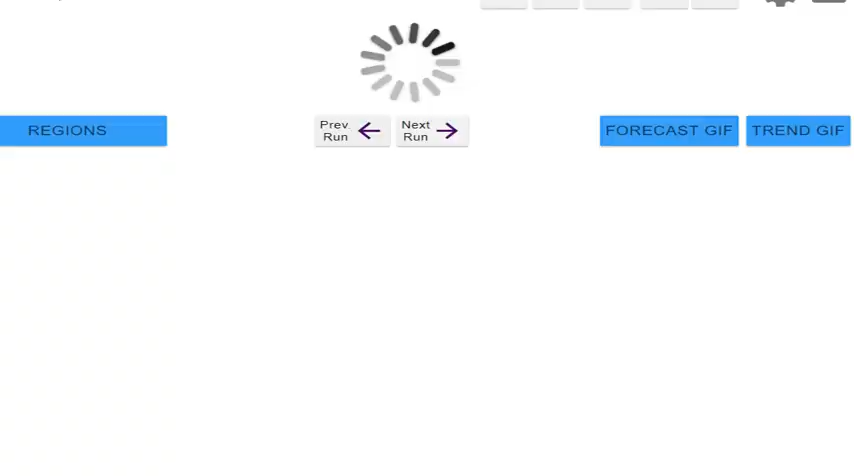 REGIONS
Prev.
Run
Next
Run
FORECAST GIF
TREND GIF